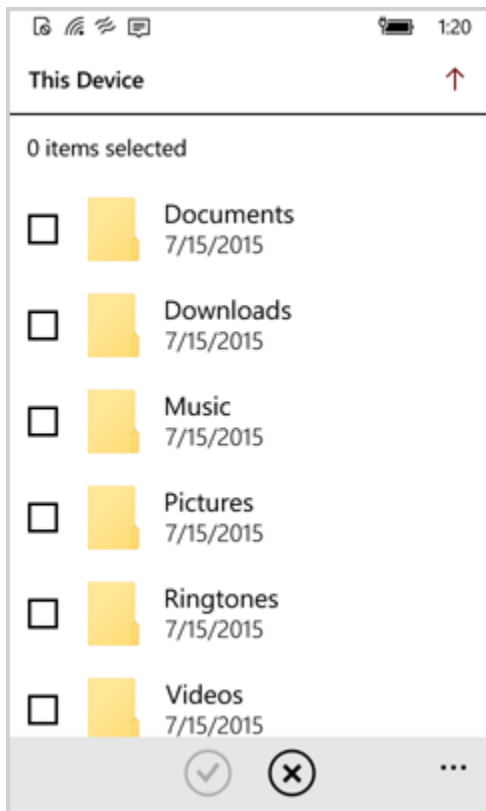 1:20
This Device
0 items selected
Documents
7/15/2015
Downloads
7/15/2015
Music
7/15/2015
Pictures
7/15/2015
Ringtones
7/15/2015
Videos
7/15/2015